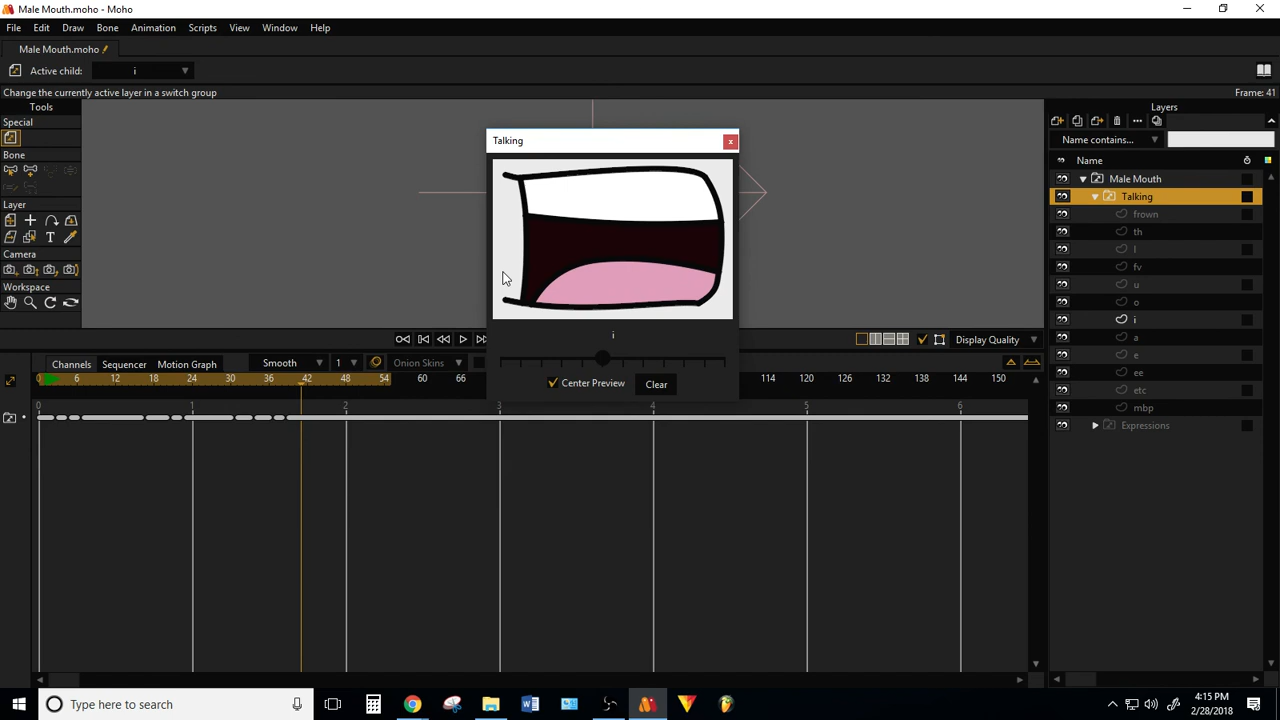 Male Mouth.moho - Moho
File Edit Draw Bone Animation Scripts View Window Help
Male Mouth.moho
Active child: i
Change the currently active layer in a switch group
Frame: 41
Tools
Special
Bone
Layer
Camera
Workspace
Talking
x
i
Center Preview Clear
Layers
Name contains...
Name
Male Mouth
Talking
frown
th
l
fv
u
o
i
a
e
ee
etc
mbp
Expressions
Display Quality
Channels Sequencer Motion Graph Smooth 1 Onion Skins
0 6 12 18 24 30 36 42 48 54 60 66 114 120 126 132 138 144 150
0 1 2 3 4 5 6
Type here to search
4:15 PM
2/28/2018